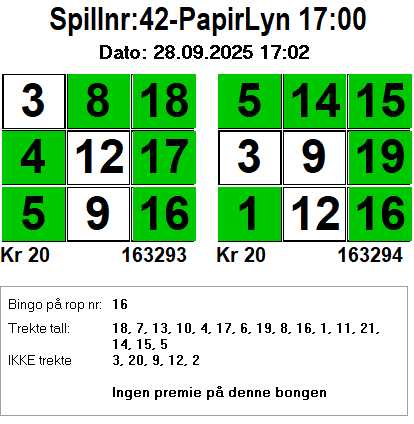 Spillnr:42-PapirLyn 17:00
Dato: 28.09.2025 17:02
3 8 18 5 14 15
4 12 17 3 9 19
5 9 16 1 12 16
Kr 20 163293 Kr 20 163294
Bingo på rop nr: 16
Trekte tall: 18, 7, 13, 10, 4, 17, 6, 19, 8, 16, 1, 11, 21,
14, 15, 5
IKKE trekte 3, 20, 9, 12, 2
Ingen premie på denne bongen